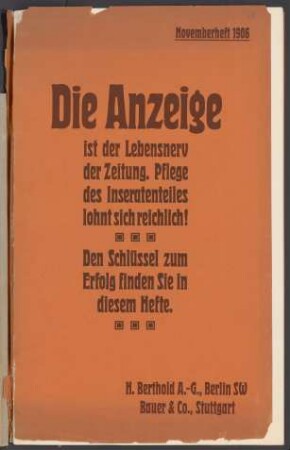 Novemberheft 1906
Die Anzeige
ist der Lebensnerv
der Zeitung. Pflege
des Inseratenteiles
lohnt sich reichlich!
Den Schlüssel zum
Erfolg finden Sie in
diesem Hefte.
H. Berthold A.-G., Berlin SW
Bauer & Co., Stuttgart